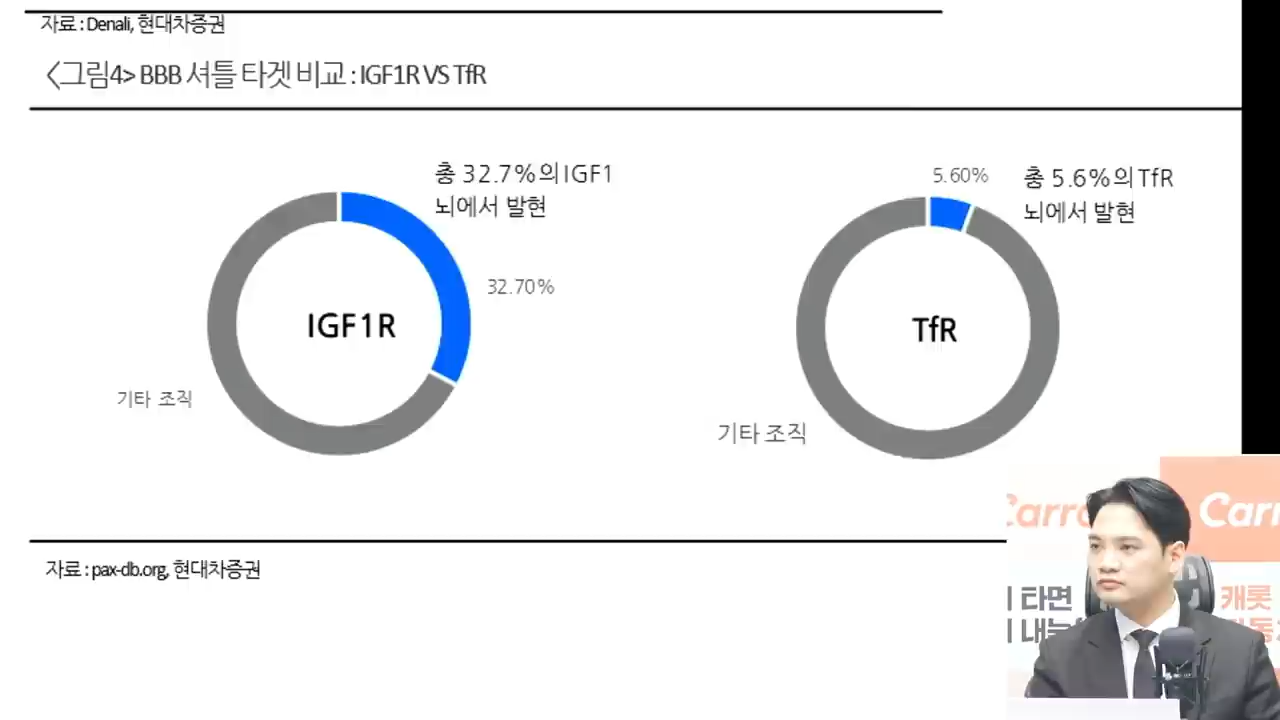 자료 : Denali, 현대차증권
<그림4> BBB 셔틀 타겟 비교 : IGF1R VS TfR
총 32.7%의 IGF1
뇌에서 발현
32.70%
IGF1R
기타 조직
5.60%
총 5.6%의 TfR
뇌에서 발현
TfR
기타 조직
자료 : pax-db.org, 현대차증권
Carr
타면
캐롯